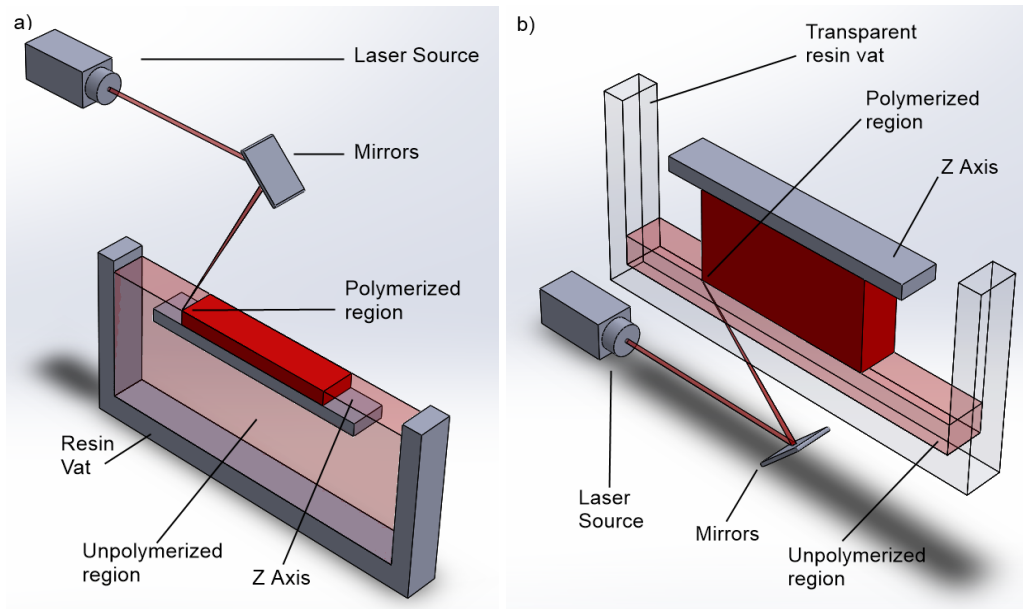 a)
Laser Source
Mirrors
Polymerized
region
Resin
Vat
Unpolymerized
region
Z Axis
b)
Transparent
resin vat
Polymerized
region
Z Axis
Laser
Source
Mirrors
Unpolymerized
region